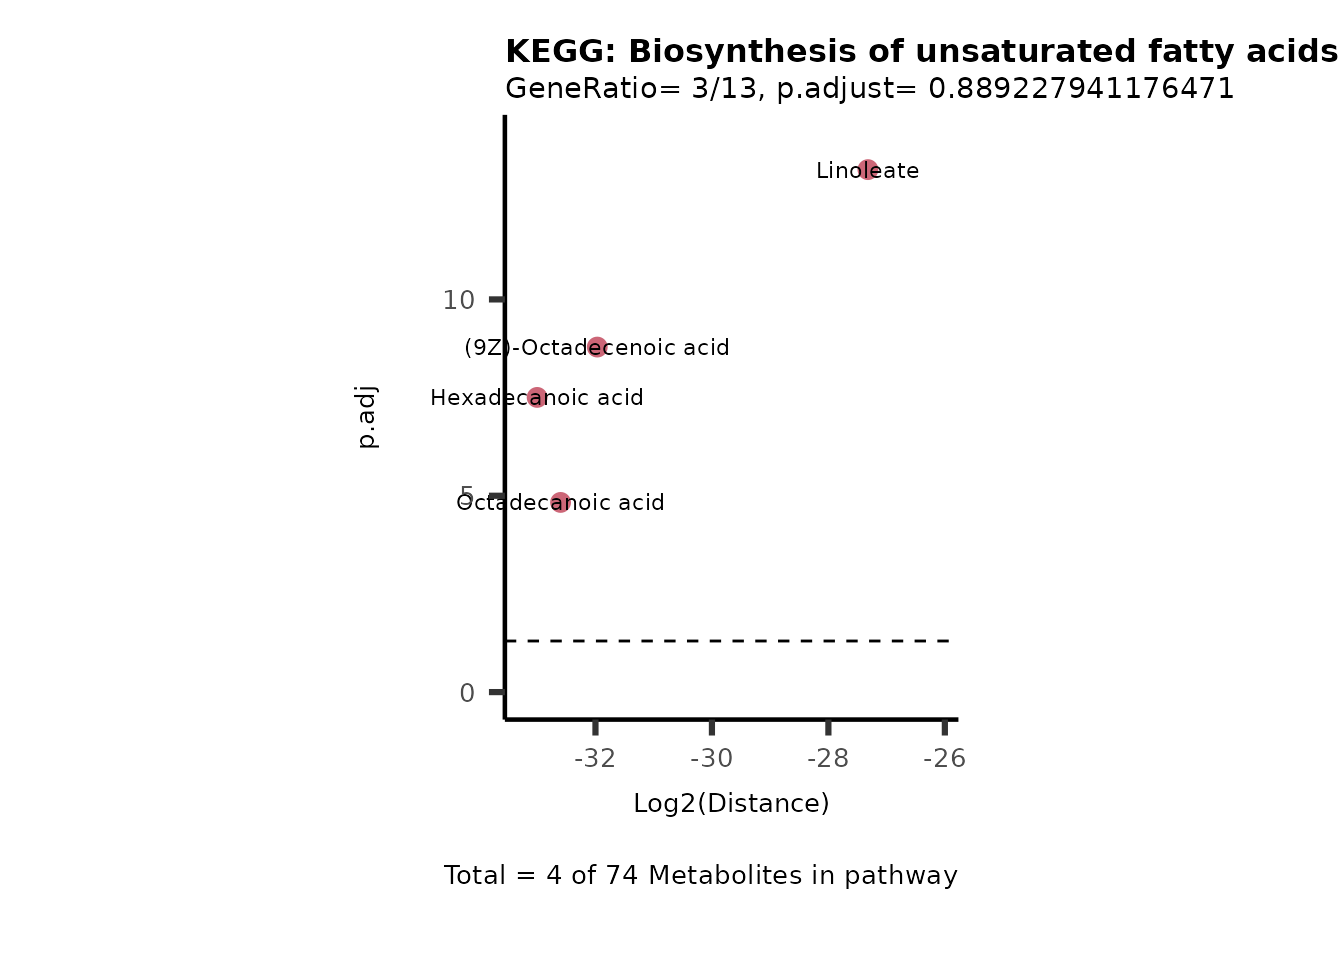 KEGG: Biosynthesis of unsaturated fatty acids
GeneRatio= 3/13, p.adjust= 0.889227941176471
Linoleate
10
(9Z)-Octadecenoic acid
Hexadecanoic acid
p.adj
5
Octadecanoic acid
0
-32 -30 -28 -26
Log2(Distance)
Total = 4 of 74 Metabolites in pathway